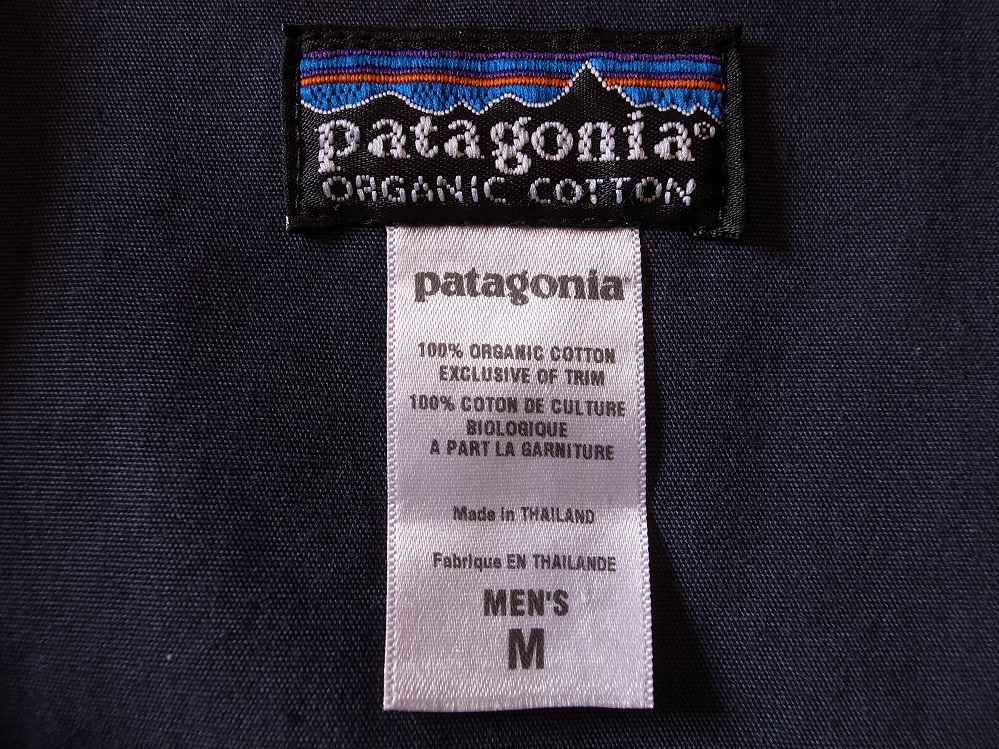 patagonia®
ORGANIC COTTON
patagonia®
100% ORGANIC COTTON
EXCLUSIVE OF TRIM
100% COTON DE CULTURE
BIOLOGIQUE
A PART LA GARNITURE
Made in THAILAND
Fabrique EN THAILANDE
MEN'S
M